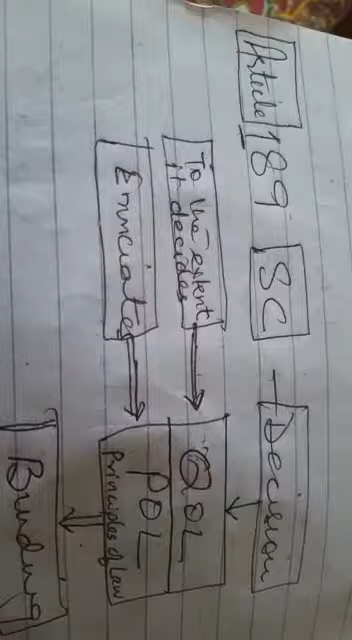 Article 189 SC - Decision
To the extent it decides QOL
Enunciates POL
Principles of Law
Binding